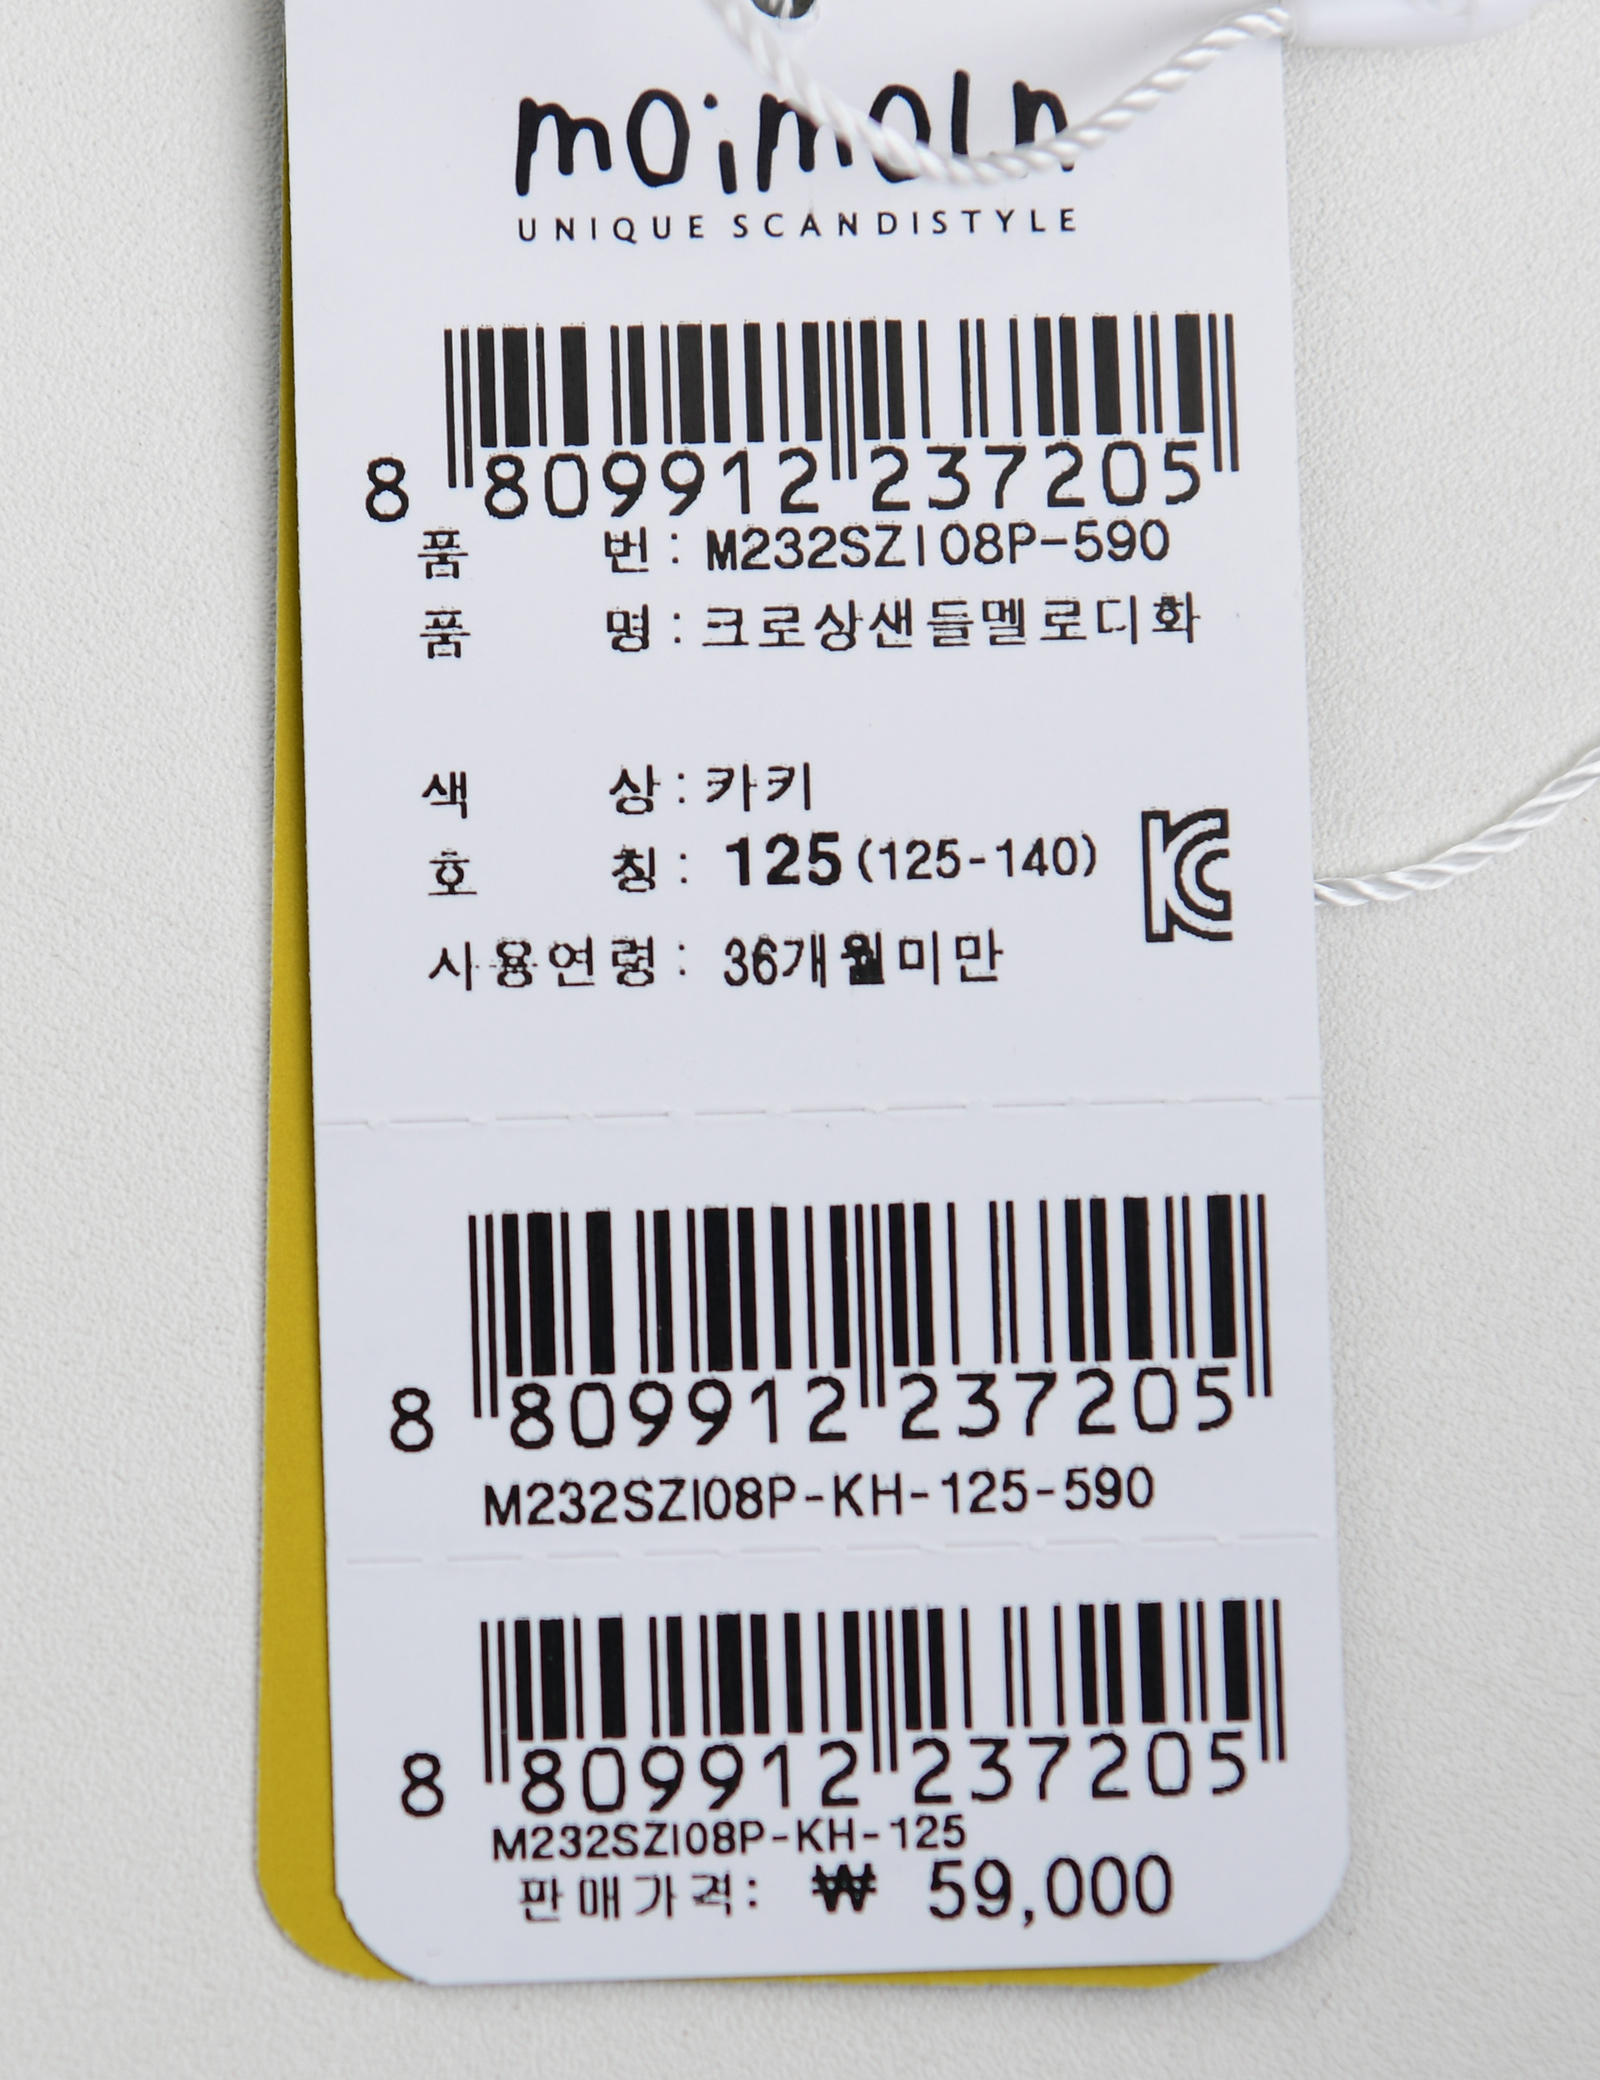 moimoln
UNIQUE SCANDISTYLE
8 809912 237205
품 번 : M232SZI08P-590
품 명 : 크로상샌들멜로디화
색 상 : 카키
호 칭 : 125 (125-140)
KC
사용연령 : 36개월미만
8 809912 237205
M232SZI08P-KH-125-590
8 809912 237205
M232SZI08P-KH-125
판매가격: ₩ 59,000